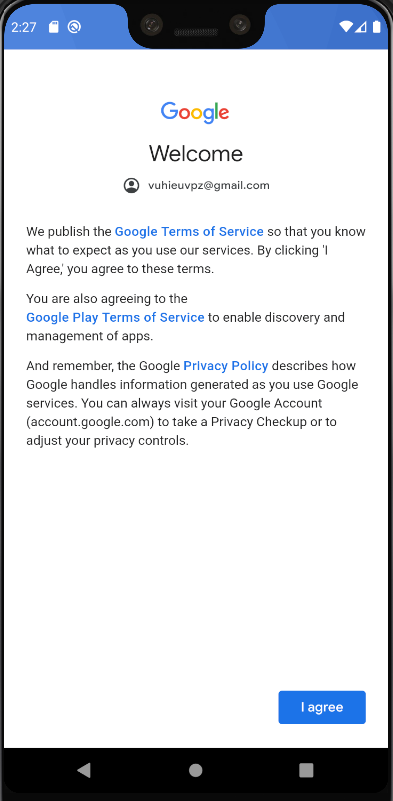 2:27
Google
Welcome
vuhieuvpz@gmail.com
We publish the Google Terms of Service so that you know
what to expect as you use our services. By clicking 'I
Agree,' you agree to these terms.
You are also agreeing to the
Google Play Terms of Service to enable discovery and
management of apps.
And remember, the Google Privacy Policy describes how
Google handles information generated as you use Google
services. You can always visit your Google Account
(account.google.com) to take a Privacy Checkup or to
adjust your privacy controls.
I agree